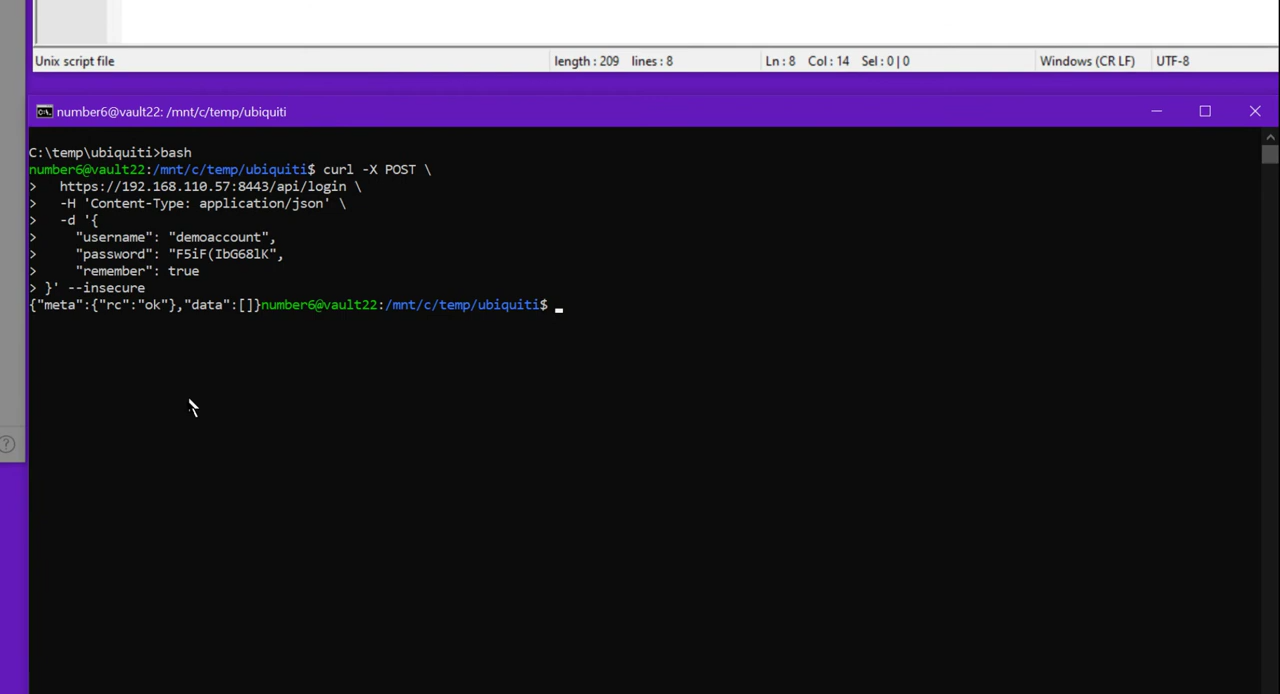 Unix script file length : 209 lines : 8 Ln : 8 Col : 14 Sel : 0 | 0 Windows (CR LF) UTF-8
number6@vault22: /mnt/c/temp/ubiquiti
C:\temp\ubiquiti>bash
number6@vault22:/mnt/c/temp/ubiquiti$ curl -X POST \
>   https://192.168.110.57:8443/api/login \
>   -H 'Content-Type: application/json' \
>   -d '{
>     "username": "demoaccount",
>     "password": "F5iF(IbG68lK",
>     "remember": true
> }' --insecure
{"meta":{"rc":"ok"},"data":[]}number6@vault22:/mnt/c/temp/ubiquiti$